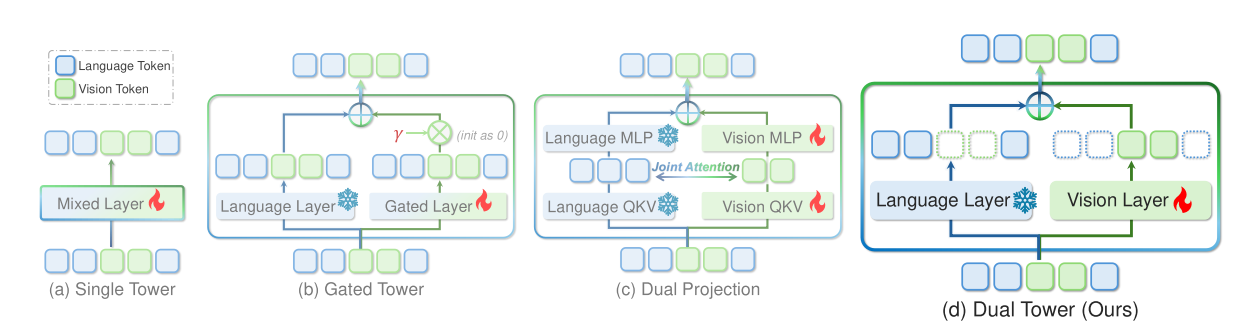 Language Token
Vision Token
Mixed Layer
(a) Single Tower
γ
(init as 0)
Language Layer
Gated Layer
(b) Gated Tower
Language MLP
Vision MLP
Joint Attention
Language QKV
Vision QKV
(c) Dual Projection
Language Layer
Vision Layer
(d) Dual Tower (Ours)